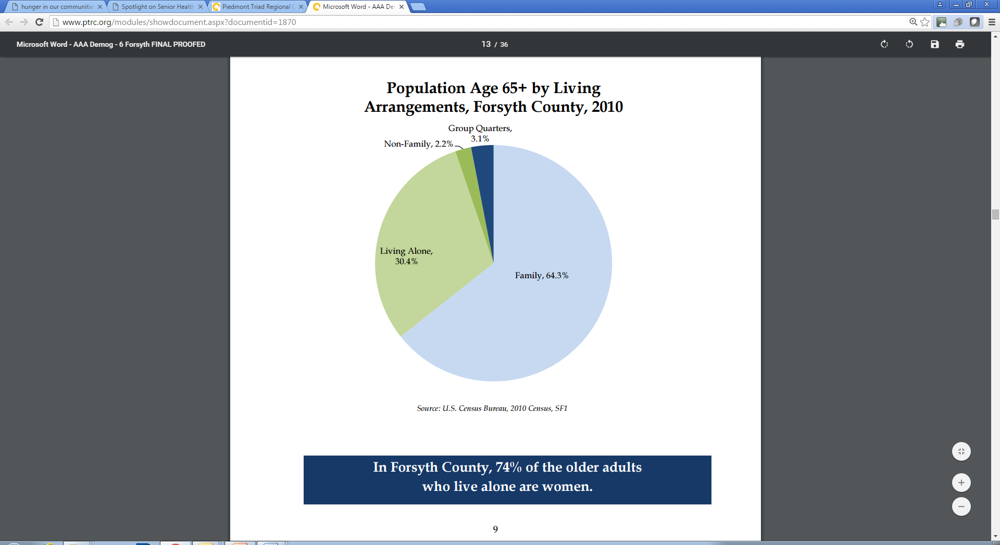 hunger in our communitie
Spotlight on Senior Health
Piedmont Triad Regional C
Microsoft Word - AAA De
www.ptrc.org/modules/showdocument.aspx?documentid=1870
Microsoft Word - AAA Demog - 6 Forsyth FINAL PROOFED
13 / 36
Population Age 65+ by Living
Arrangements, Forsyth County, 2010
Group Quarters,
3.1%
Non-Family, 2.2%
Living Alone,
30.4%
Family, 64.3%
Source: U.S. Census Bureau, 2010 Census, SF1
In Forsyth County, 74% of the older adults
who live alone are women.
9